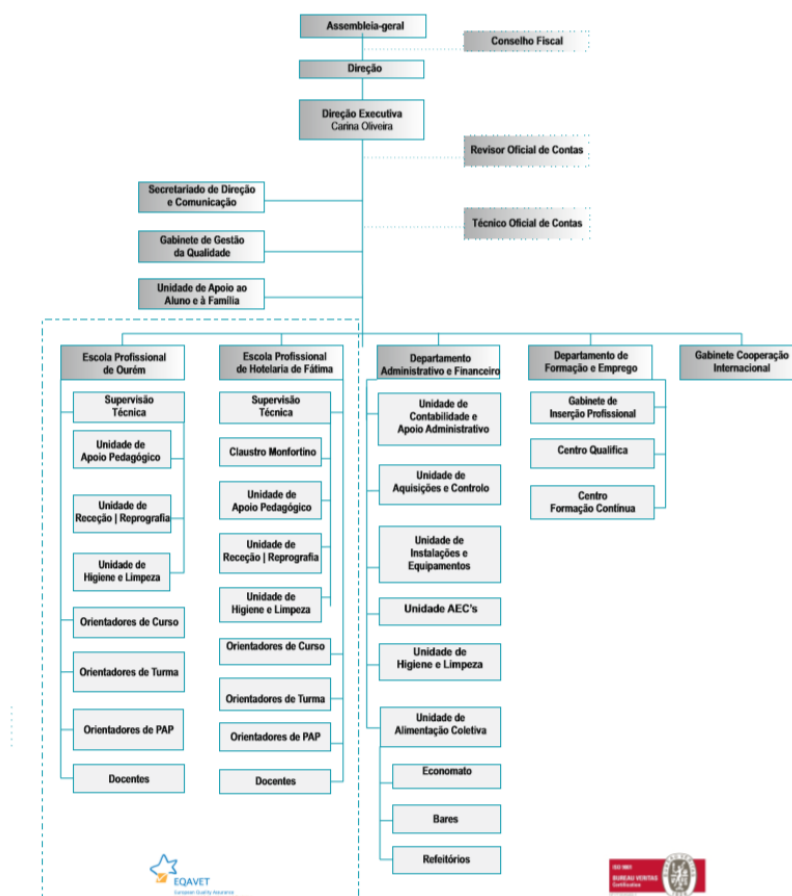 Assembleia-geral
Conselho Fiscal
Direção
Direção Executiva
Carina Oliveira
Revisor Oficial de Contas
Secretariado de Direção
e Comunicação
Técnico Oficial de Contas
Gabinete de Gestão
da Qualidade
Unidade de Apoio ao
Aluno e à Família
Escola Profissional
de Ourém
Supervisão
Técnica
Unidade de
Apoio Pedagógico
Unidade de
Receção | Reprografia
Unidade de
Higiene e Limpeza
Orientadores de Curso
Orientadores de Turma
Orientadores de PAP
Docentes
Escola Profissional
de Hotelaria de Fátima
Supervisão
Técnica
Claustro Monfortino
Unidade de
Apoio Pedagógico
Unidade de
Receção | Reprografia
Unidade de
Higiene e Limpeza
Orientadores de Curso
Orientadores de Turma
Orientadores de PAP
Docentes
Departamento
Administrativo e Financeiro
Unidade de
Contabilidade e
Apoio Administrativo
Unidade de
Aquisições e Controlo
Unidade de
Instalações e
Equipamentos
Unidade AEC's
Unidade de
Higiene e Limpeza
Unidade de
Alimentação Coletiva
Economato
Bares
Refeitórios
Departamento de
Formação e Emprego
Gabinete de
Inserção Profissional
Centro Qualifica
Centro
Formação Contínua
Gabinete Cooperação
Internacional
EQAVET
European Quality Assurance
ISO 9001
BUREAU VERITAS
Certification